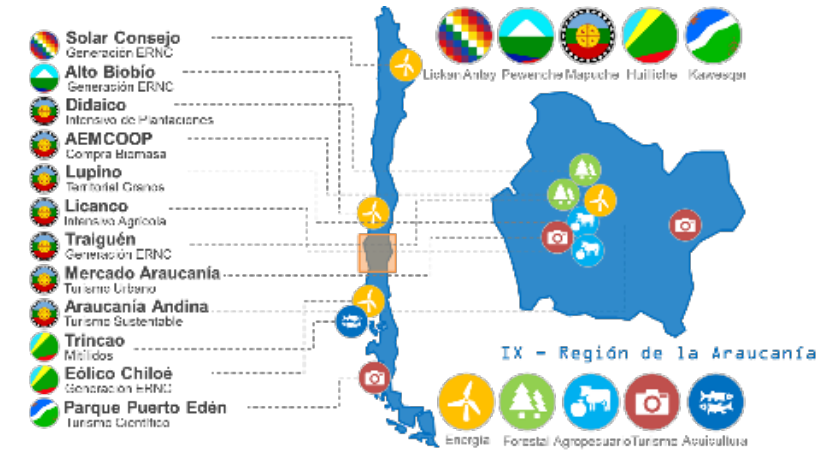 Solar Consejo
Generación ERNC
Alto Biobío
Generación ERNC
Didaico
Intensivo de Plantaciones
AEMCOOP
Compra Biomasa
Lupino
Territorial Granos
Licanco
Intensivo Agrícola
Traiguén
Generación ERNC
Mercado Araucanía
Turismo Urbano
Araucanía Andina
Turismo Sustentable
Trincao
Mitílidos
Eólico Chiloé
Generación ERNC
Parque Puerto Edén
Turismo Científico
Lickan Antay Pewenche Mapuche Huilliche Kawesqar
IX - Región de la Araucanía
Energía Forestal Agropecuario Turismo Acuicultura